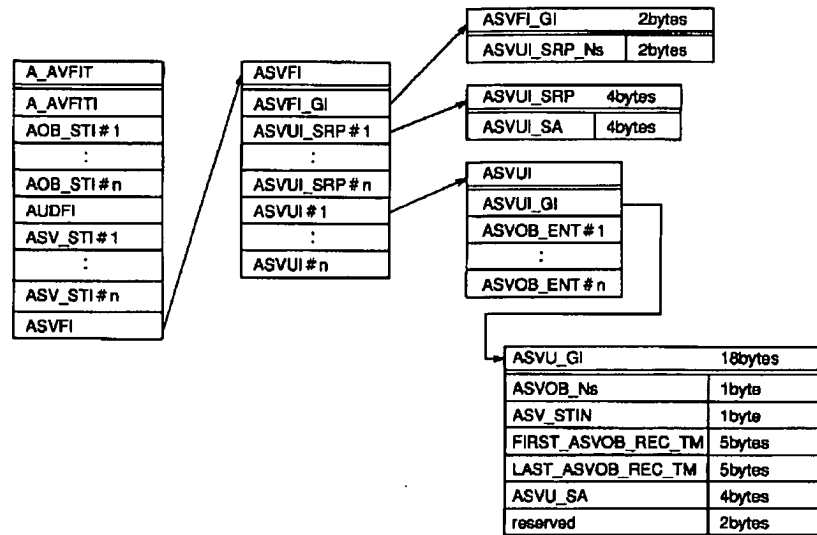 A_AVFIT
A_AVFITI
AOB_STI#1
:
AOB_STI#n
AUDFI
ASV_STI#1
:
ASV_STI#n
ASVFI
ASVFI
ASVFI_GI
ASVUI_SRP#1
:
ASVUI_SRP#n
ASVUI#1
:
ASVUI#n
ASVFI_GI 2bytes
ASVUI_SRP_Ns 2bytes
ASVUI_SRP 4bytes
ASVUI_SA 4bytes
ASVUI
ASVUI_GI
ASVOB_ENT#1
:
ASVOB_ENT#n
ASVU_GI 18bytes
ASVOB_Ns 1byte
ASV_STIN 1byte
FIRST_ASVOB_REC_TM 5bytes
LAST_ASVOB_REC_TM 5bytes
ASVU_SA 4bytes
reserved 2bytes